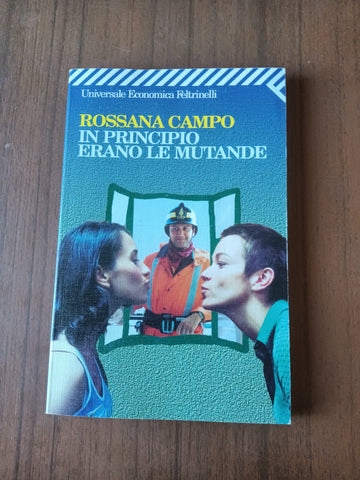 Universale Economica Feltrinelli
ROSSANA CAMPO
IN PRINCIPIO
ERANO LE MUTANDE